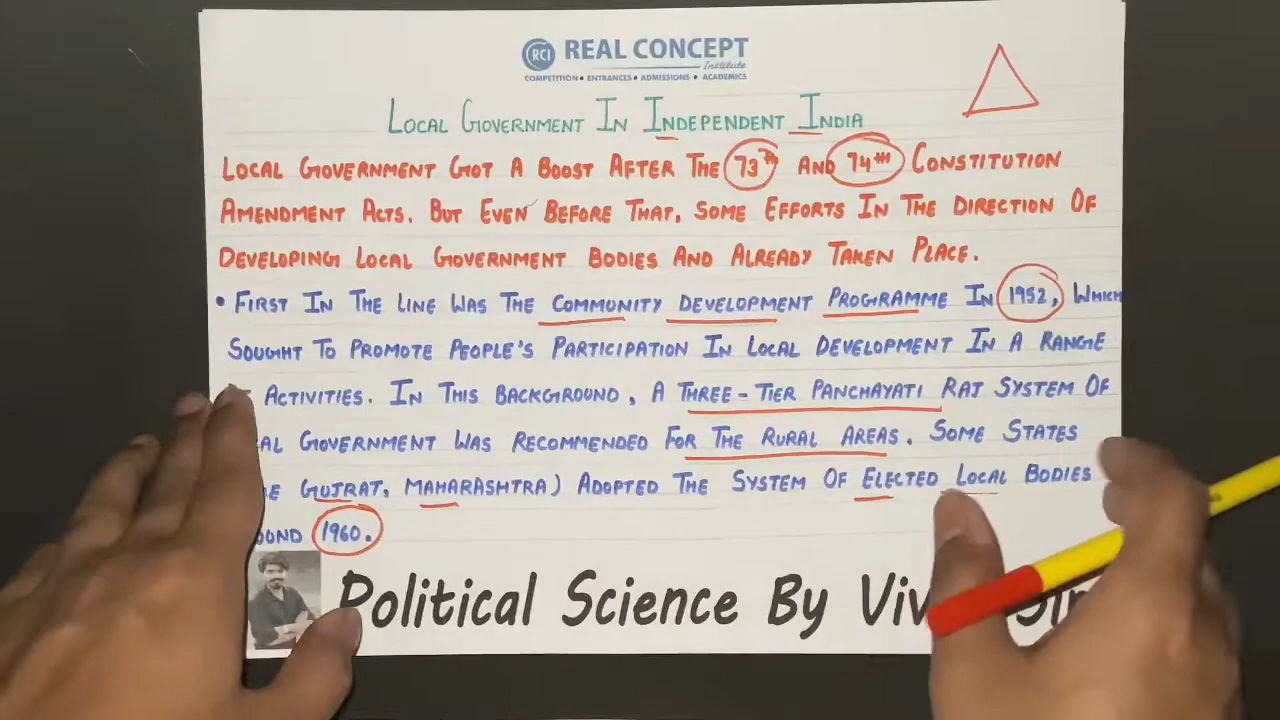 RCI REAL CONCEPT
Institute
COMPETITION • ENTRANCES • ADMISSIONS • ACADEMICS
LOCAL GOVERNMENT IN INDEPENDENT INDIA
LOCAL GOVERNMENT GOT A BOOST AFTER THE 73TH AND 74TH CONSTITUTION
AMENDMENT ACTS. BUT EVEN BEFORE THAT, SOME EFFORTS IN THE DIRECTION OF
DEVELOPING LOCAL GOVERNMENT BODIES AND ALREADY TAKEN PLACE.
• FIRST IN THE LINE WAS THE COMMUNITY DEVELOPMENT PROGRAMME IN 1952, WHICH
SOUGHT TO PROMOTE PEOPLE'S PARTICIPATION IN LOCAL DEVELOPMENT IN A RANGE
ACTIVITIES. IN THIS BACKGROUND, A THREE-TIER PANCHAYATI RAJ SYSTEM OF
GOVERNMENT WAS RECOMMENDED FOR THE RURAL AREAS. SOME STATES
GUJRAT, MAHARASHTRA) ADOPTED THE SYSTEM OF ELECTED LOCAL BODIES
1960.
Political Science By